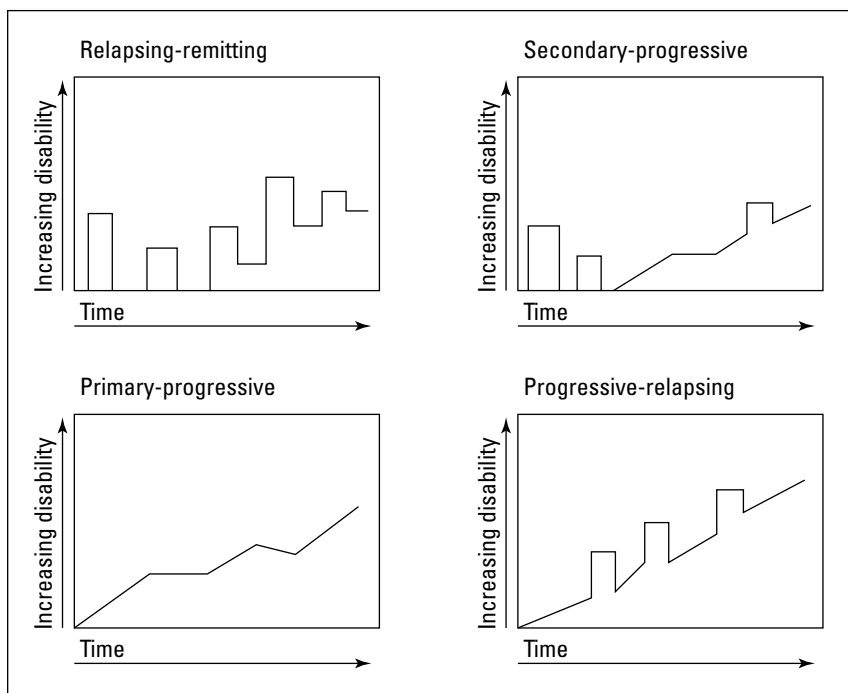 Relapsing-remitting
Increasing disability
Time
Secondary-progressive
Increasing disability
Time
Primary-progressive
Increasing disability
Time
Progressive-relapsing
Increasing disability
Time